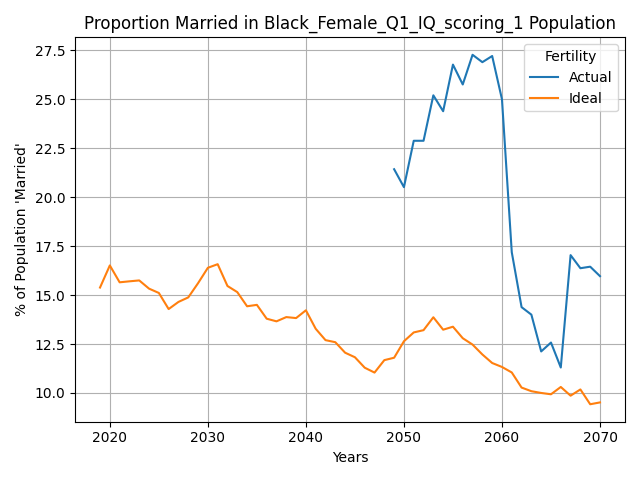 Proportion Married in Black_Female_Q1_IQ_scoring_1 Population
% of Population 'Married'
27.5
25.0
22.5
20.0
17.5
15.0
12.5
10.0
Fertility
Actual
Ideal
2020 2030 2040 2050 2060 2070
Years